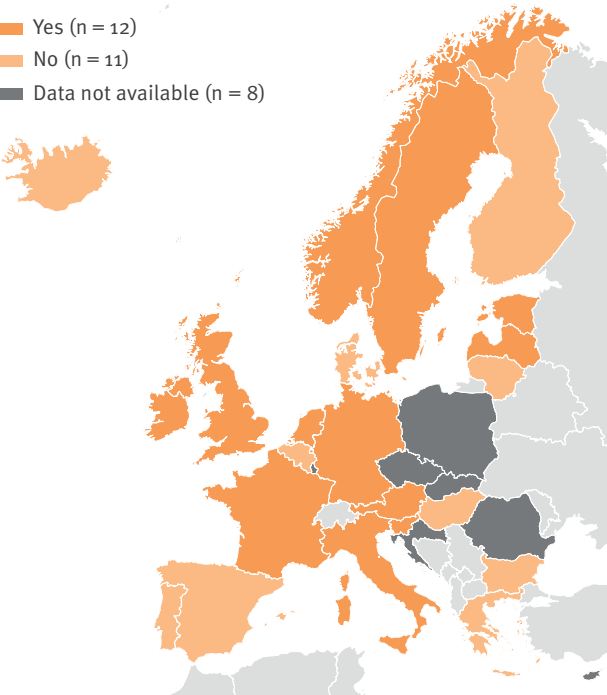 Yes (n = 12)
No (n = 11)
Data not available (n = 8)